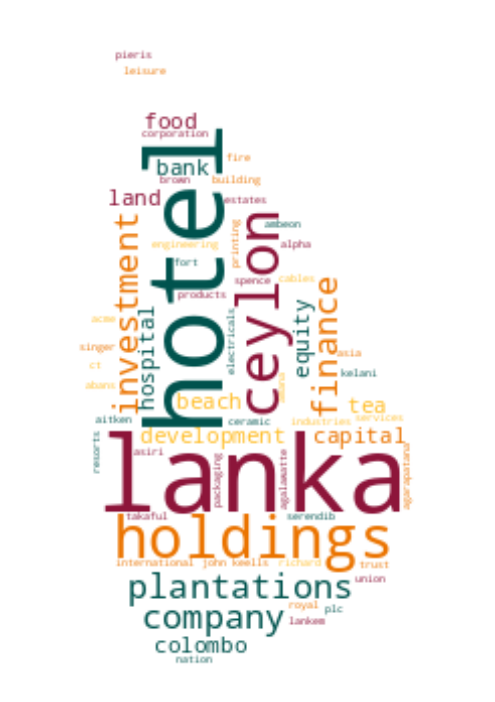 pieris
leisure
food
corporation
hotel
bank
fire
brown
building
land
estates
investment
ceylon
printing
ambeon
engineering
alpha
fort
spence
cables
products
finance
equity
hospital
electricals
acme
singer
asia
ct
kelani
abans
beach
tea
aitken
ceramic
industries
services
development
capital
lanka
resorts
asiri
packaging
agalawatte
agarapatana
takaful
serendib
holdings
international
john keells
richard
trust
plantations
union
royal
plc
company
lankem
colombo
nation